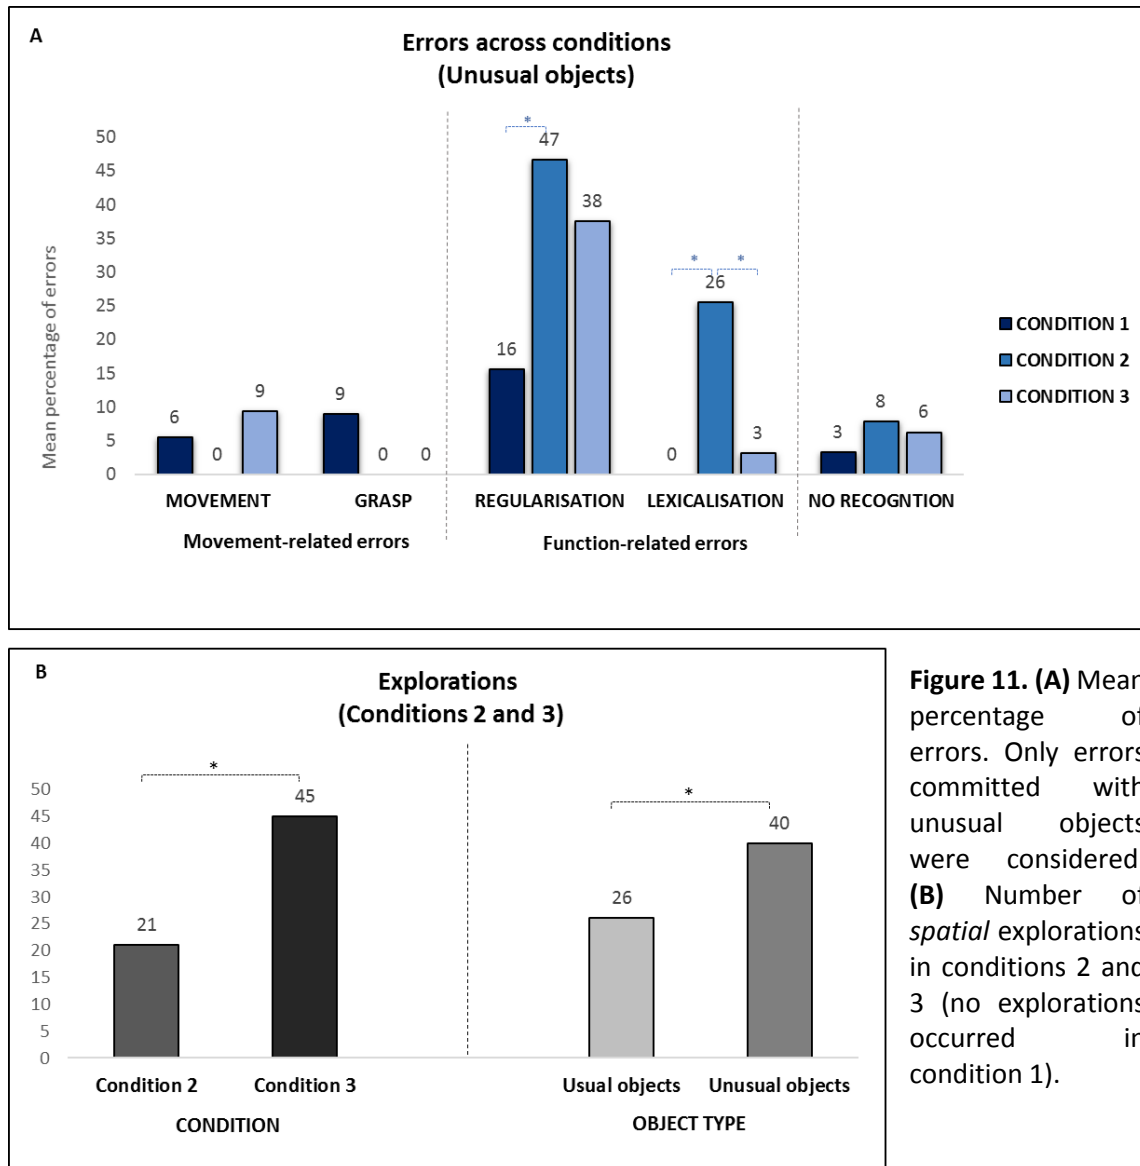 A
Errors across conditions
(Unusual objects)
Mean percentage of errors
50
45
40
35
30
25
20
15
10
5
0
6
0
9
9
0
0
*
16
47
38
*
*
0
26
3
3
8
6
MOVEMENT
GRASP
REGULARISATION
LEXICALISATION
NO RECOGNTION
Movement-related errors
Function-related errors
CONDITION 1
CONDITION 2
CONDITION 3
B
Explorations
(Conditions 2 and 3)
50
45
40
35
30
25
20
15
10
5
0
*
21
45
*
26
40
Condition 2
Condition 3
Usual objects
Unusual objects
CONDITION
OBJECT TYPE
Figure 11. (A) Mean
percentage of
errors. Only errors
committed with
unusual objects
were considered
(B) Number of
spatial explorations
in conditions 2 and
3 (no explorations
occurred in
condition 1).